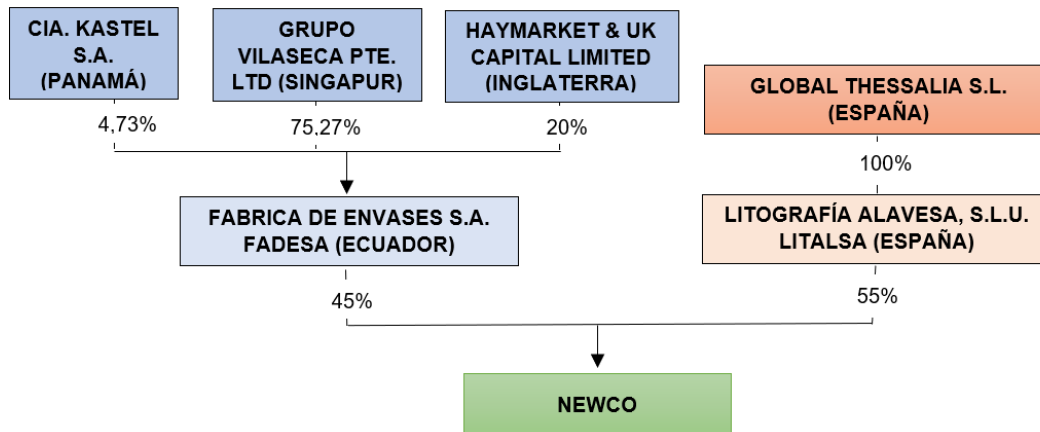 CIA. KASTEL
S.A.
(PANAMÁ)
GRUPO
VILASECA PTE.
LTD (SINGAPUR)
HAYMARKET & UK
CAPITAL LIMITED
(INGLATERRA)
GLOBAL THESSALIA S.L.
(ESPAÑA)
4,73%
75,27%
20%
100%
FABRICA DE ENVASES S.A.
FADESA (ECUADOR)
LITOGRAFÍA ALAVESA, S.L.U.
LITALSA (ESPAÑA)
45%
55%
NEWCO